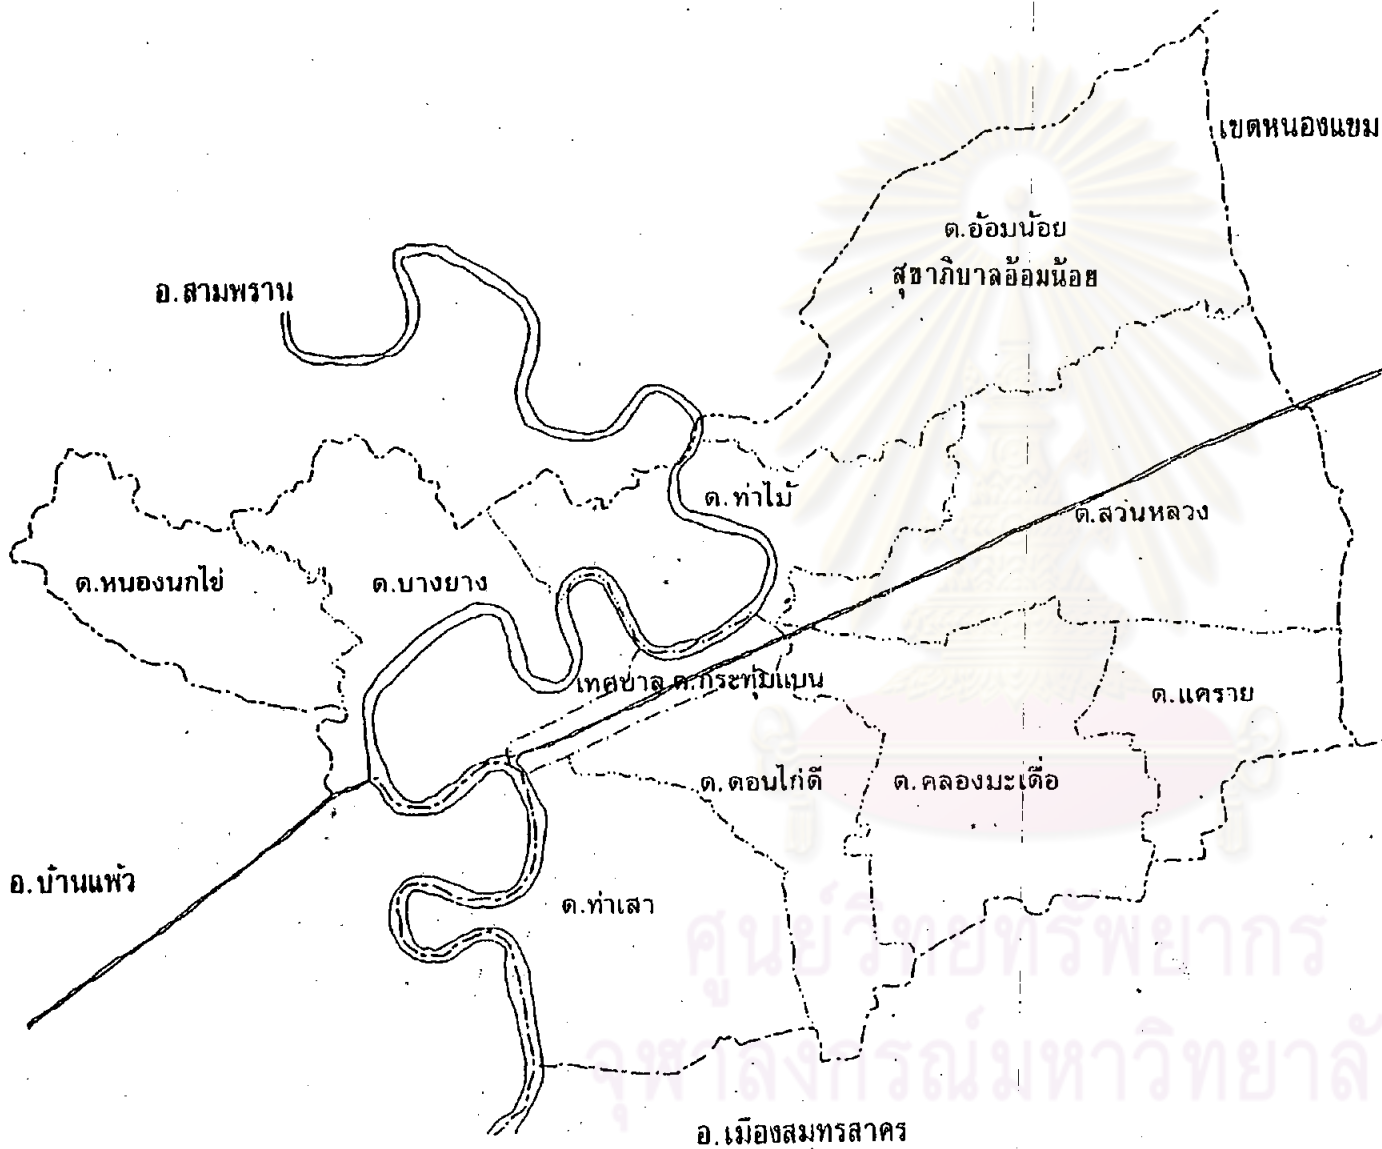 เขตหนองแขม
ต.อ้อมน้อย
สุขาภิบาลอ้อมน้อย
อ.สามพราน
ต.ท่าไม้
ต.สวนหลวง
ต.หนองนกไข่
ต.บางยาง
เทศบาล ต.กระทุ่มแบน
ต.แคราย
ต.ดอนไก่ดี
ต.คลองมะเดื่อ
อ.บ้านแพ้ว
ต.ท่าเสา
ศูนย์วิทยทรัพยากร
จุฬาลงกรณ์มหาวิทยาลั
อ.เมืองสมทรสาคร